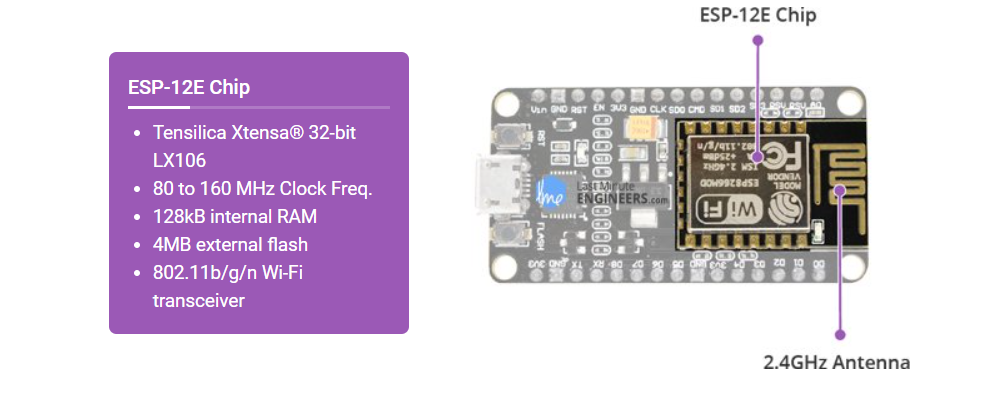 ESP-12E Chip
ESP-12E Chip
Tensilica Xtensa® 32-bit
LX106
80 to 160 MHz Clock Freq.
128kB internal RAM
4MB external flash
802.11b/g/n Wi-Fi
transceiver
Vin GND RST EN 3V3 GND CLK SD0 CMD SD1 SD2 RSV RSV A0
RST
802.11b/g/n
+25dBm
ISM 2.4GHz
FC
ESP8266MOD
VENDOR
MODEL
Wi Fi
Last Minute
ENGINEERS.com
FLASH
3V3 GND TX RX D8 D7 D6 D5 GND 3V3 D4 D3 D2 D1 D0
2.4GHz Antenna